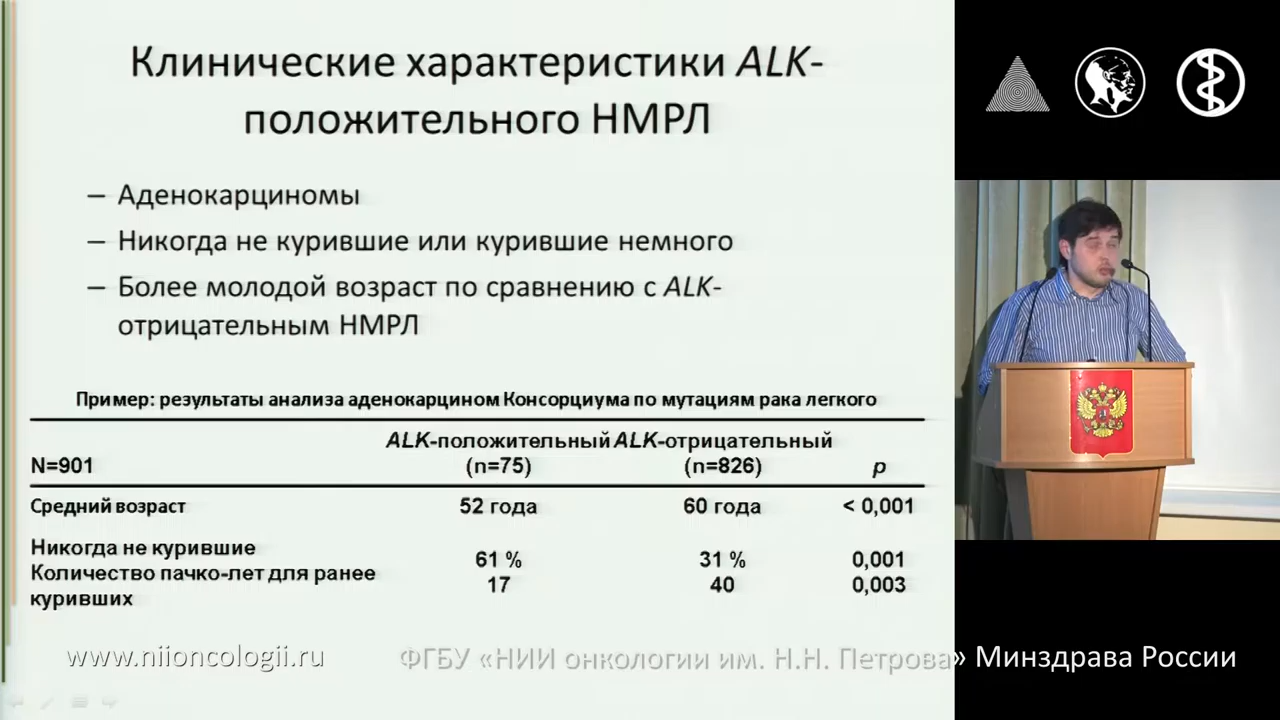 Клинические характеристики ALK-
положительного НМРЛ
– Аденокарциномы
– Никогда не курившие или курившие немного
– Более молодой возраст по сравнению с ALK-
отрицательным НМРЛ
Пример: результаты анализа аденокарцином Консорциума по мутациям рака легкого
ALK-положительный ALK-отрицательный
N=901 (n=75) (n=826) p
Средний возраст 52 года 60 года < 0,001
Никогда не курившие 61 % 31 % 0,001
Количество пачко-лет для ранее 17 40 0,003
куривших
www.niioncologii.ru ФГБУ «НИИ онкологии им. Н.Н. Петрова» Минздрава России